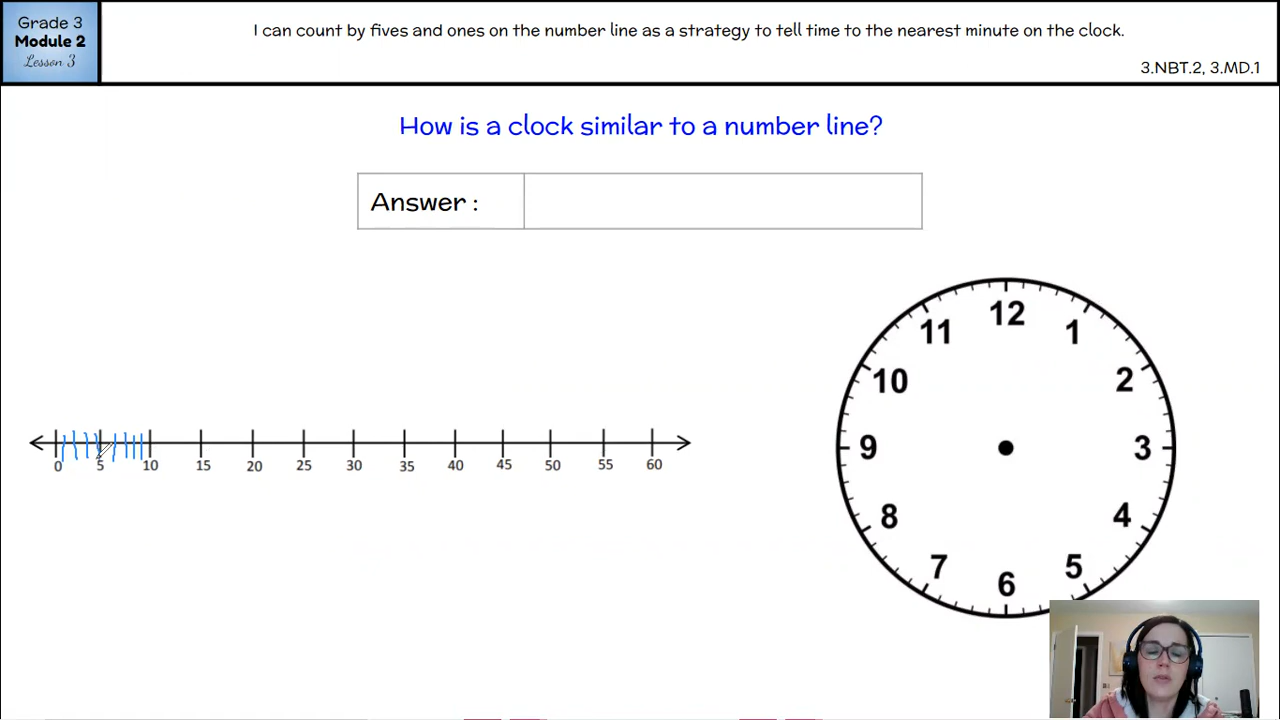 Grade 3
Module 2
Lesson 3
I can count by fives and ones on the number line as a strategy to tell time to the nearest minute on the clock.
3.NBT.2, 3.MD.1
How is a clock similar to a number line?
Answer :
0 5 10 15 20 25 30 35 40 45 50 55 60
12
11 1
10 2
9 3
8 4
7 5
6